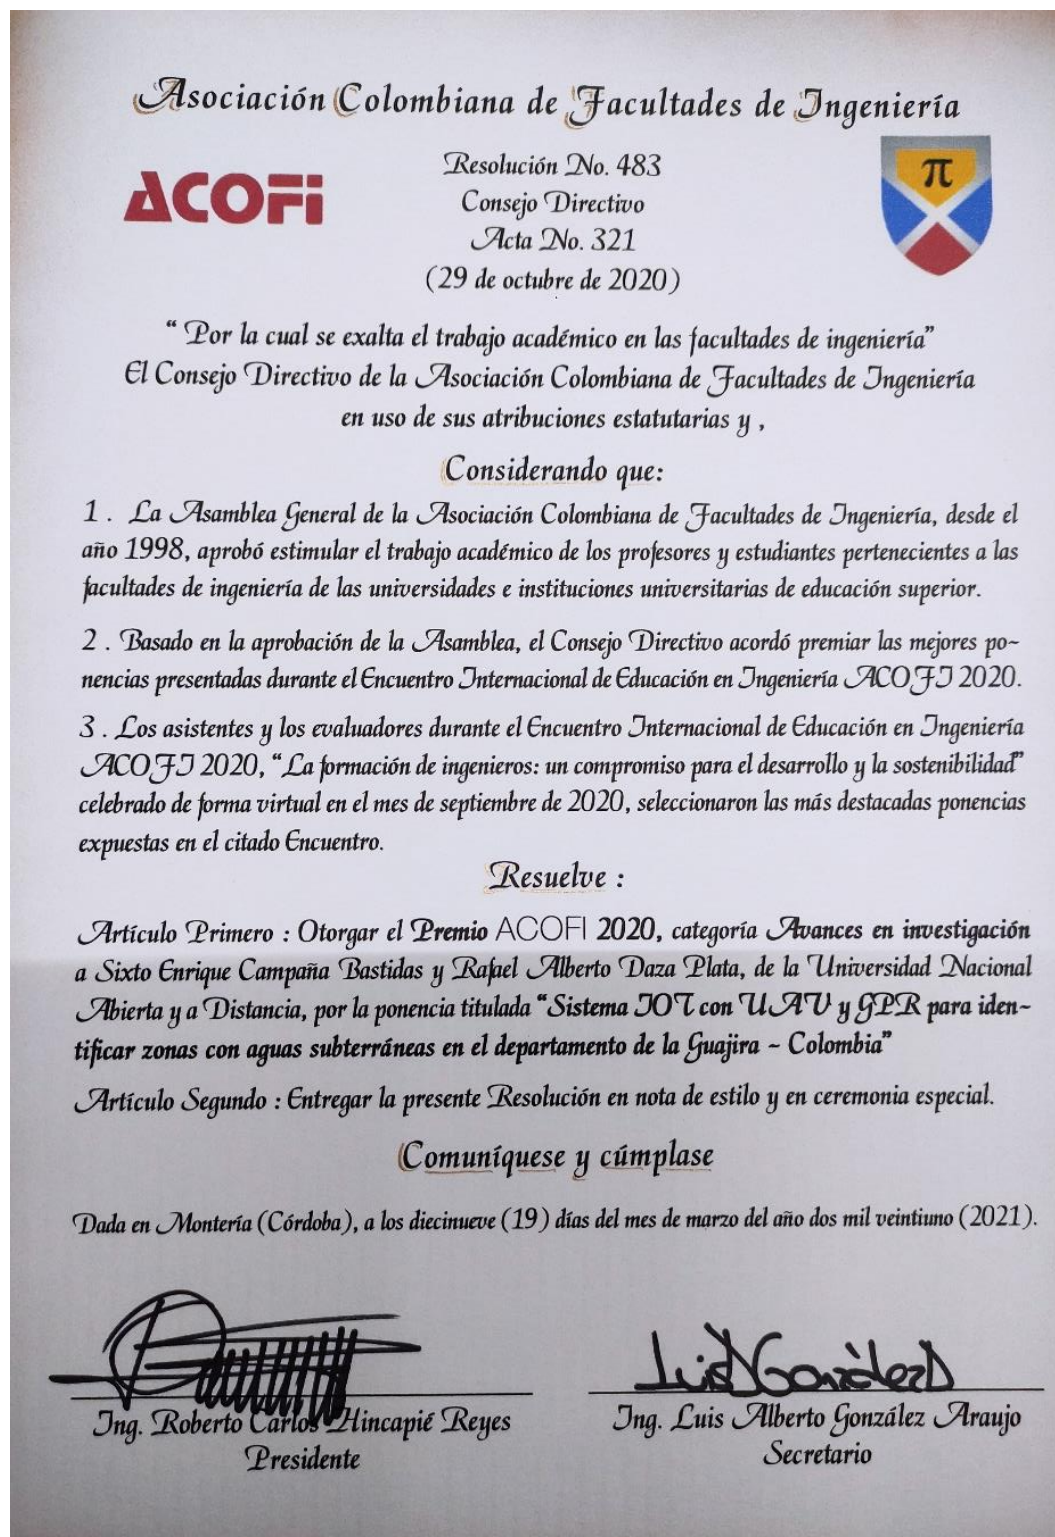 Asociación Colombiana de Facultades de Ingeniería
ACOFI
Resolución No. 483
π
Consejo Directivo
Acta No. 321
(29 de octubre de 2020)
“ Por la cual se exalta el trabajo académico en las facultades de ingeniería”
El Consejo Directivo de la Asociación Colombiana de Facultades de Ingeniería
en uso de sus atribuciones estatutarias y ,
Considerando que:
1 . La Asamblea General de la Asociación Colombiana de Facultades de Ingeniería, desde el
año 1998, aprobó estimular el trabajo académico de los profesores y estudiantes pertenecientes a las
facultades de ingeniería de las universidades e instituciones universitarias de educación superior.
2 . Basado en la aprobación de la Asamblea, el Consejo Directivo acordó premiar las mejores po-
nencias presentadas durante el Encuentro Internacional de Educación en Ingeniería ACOFI 2020.
3 . Los asistentes y los evaluadores durante el Encuentro Internacional de Educación en Ingeniería
ACOFI 2020, “La formación de ingenieros: un compromiso para el desarrollo y la sostenibilidad”
celebrado de forma virtual en el mes de septiembre de 2020, seleccionaron las más destacadas ponencias
expuestas en el citado Encuentro.
Resuelve :
Artículo Primero : Otorgar el Premio ACOFI 2020, categoría Avances en investigación
a Sixto Enrique Campaña Bastidas y Rafael Alberto Daza Plata, de la Universidad Nacional
Abierta y a Distancia, por la ponencia titulada “Sistema IOT con UAV y GPR para iden-
tificar zonas con aguas subterráneas en el departamento de la Guajira - Colombia”
Artículo Segundo : Entregar la presente Resolución en nota de estilo y en ceremonia especial.
Comuníquese y cúmplase
Dada en Montería (Córdoba), a los diecinueve (19) días del mes de marzo del año dos mil veintiuno (2021).
Luis A González A
Ing. Roberto Carlos Hincapié Reyes
Presidente
Ing. Luis Alberto González Araujo
Secretario